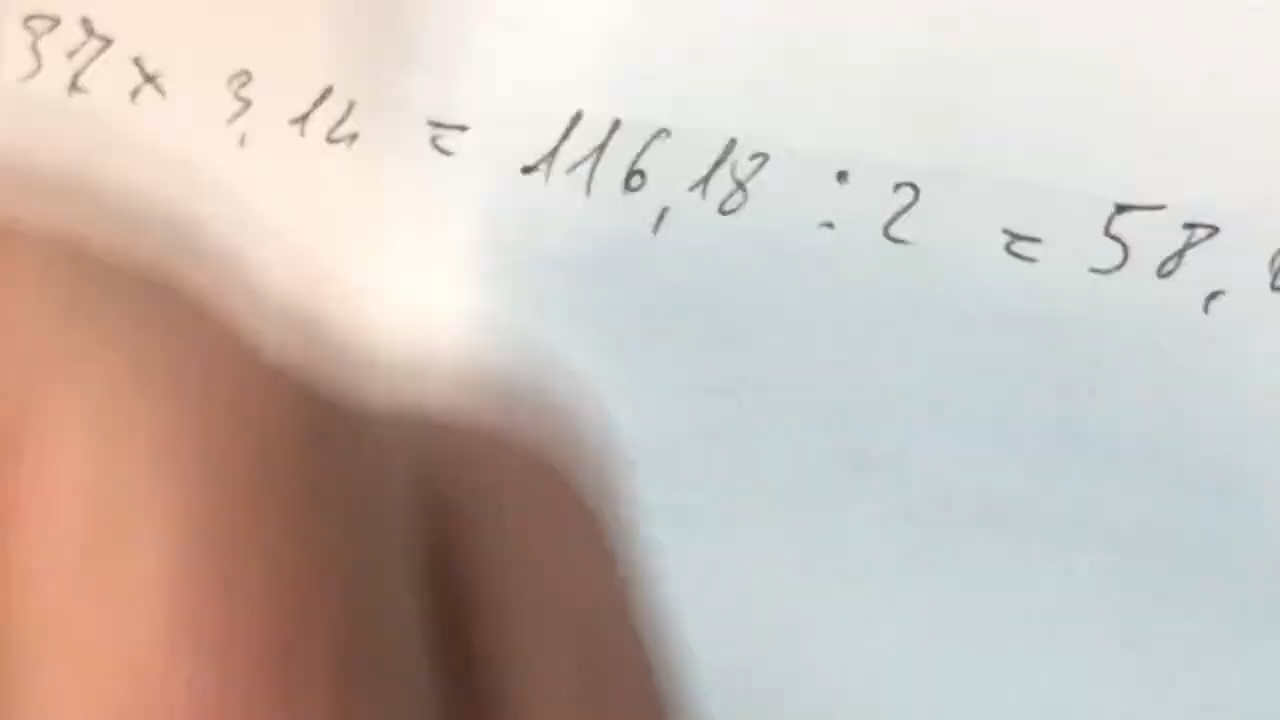 37 x 3,14 = 116,18 : 2 = 58,